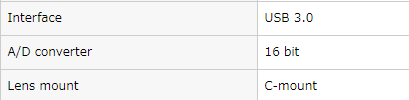 Interface USB 3.0
A/D converter 16 bit
Lens mount C-mount